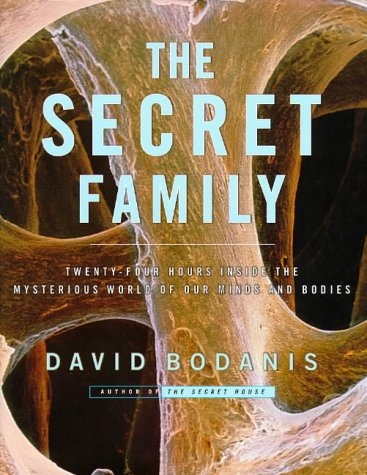 THE
SECRET
FAMILY
TWENTY-FOUR HOURS INSIDE THE
MYSTERIOUS WORLD OF OUR MINDS AND BODIES
DAVID BODANIS
AUTHOR OF THE SECRET HOUSE